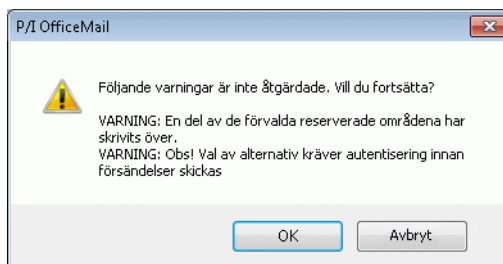 P/I OfficeMail
Följande varningar är inte åtgärdade. Vill du fortsätta?
VARNING: En del av de förvalda reserverade områdena har
skrivits över.
VARNING: Obs! Val av alternativ kräver autentisering innan
försändelser skickas
OK
Avbryt